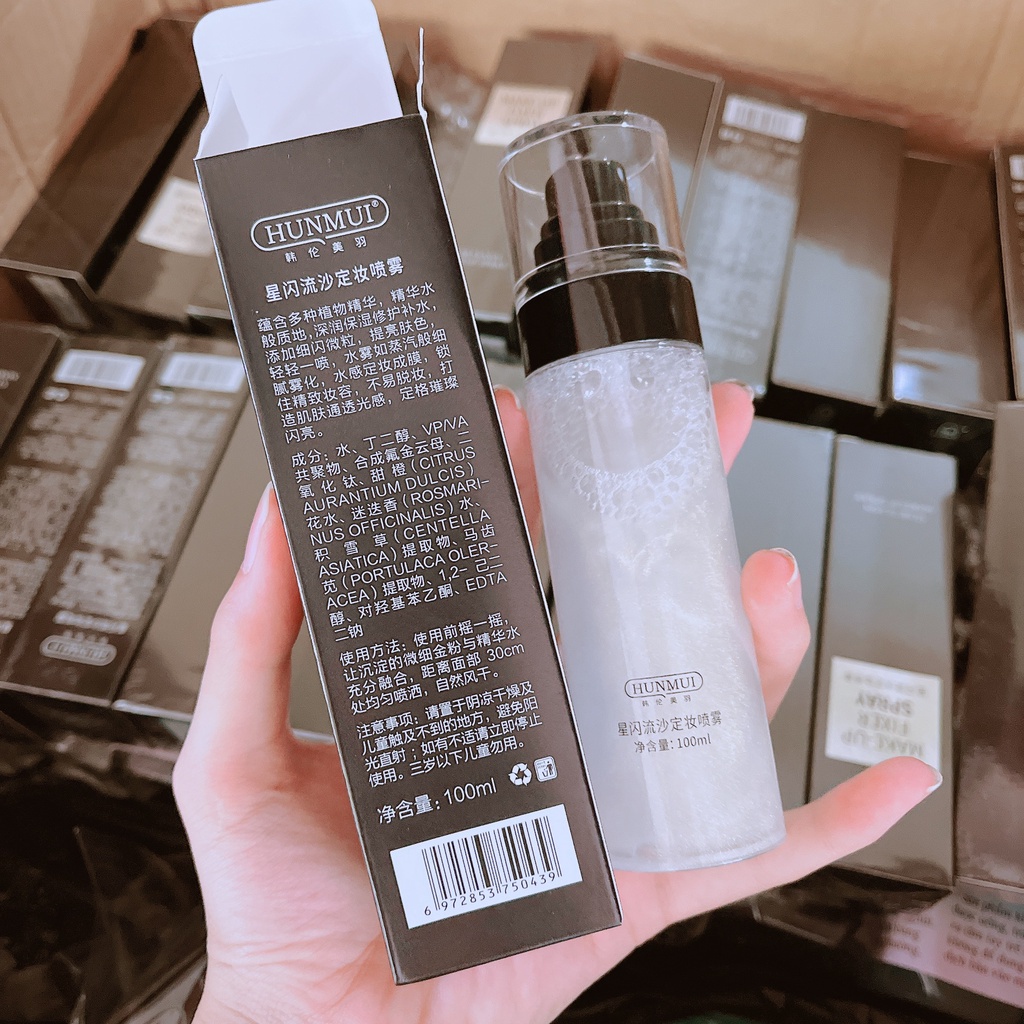 HUNMUI®
韩伦美羽
星闪流沙定妆喷雾
蕴含多种植物精华，精华水
般质地，深润保湿修护补水，
添加细闪微粒，提亮肤色，
轻轻一喷，水雾如蒸汽般细
腻雾化，水感定妆成膜，锁
住精致妆容，不易脱妆，打
造肌肤通透光感，定格璀璨
闪亮。
成分：水、丁二醇、VP/VA
共聚物、合成氟金云母、二
氧化钛、甜橙(CITRUS
AURANTIUM DULCIS)
花水、迷迭香(ROSMARI-
NUS OFFICINALIS)水、
积雪草(CENTELLA
ASIATICA)提取物、马齿
苋(PORTULACA OLER-
ACEA)提取物、1,2-己二
醇、对羟基苯乙酮、EDTA
二钠
使用方法：使用前摇一摇，
让沉淀的微细金粉与精华水
充分融合，距离面部 30cm
处均匀喷洒，自然风干。
注意事项：请置于阴凉干燥及
儿童触及不到的地方，避免阳
光直射；如有不适请立即停止
使用。三岁以下儿童勿用。
净含量：100ml
6 972853 750439
HUNMUI
韩伦美羽
星闪流沙定妆喷雾
净含量：100ml
MAKE-UP
FIXER
SPRAY